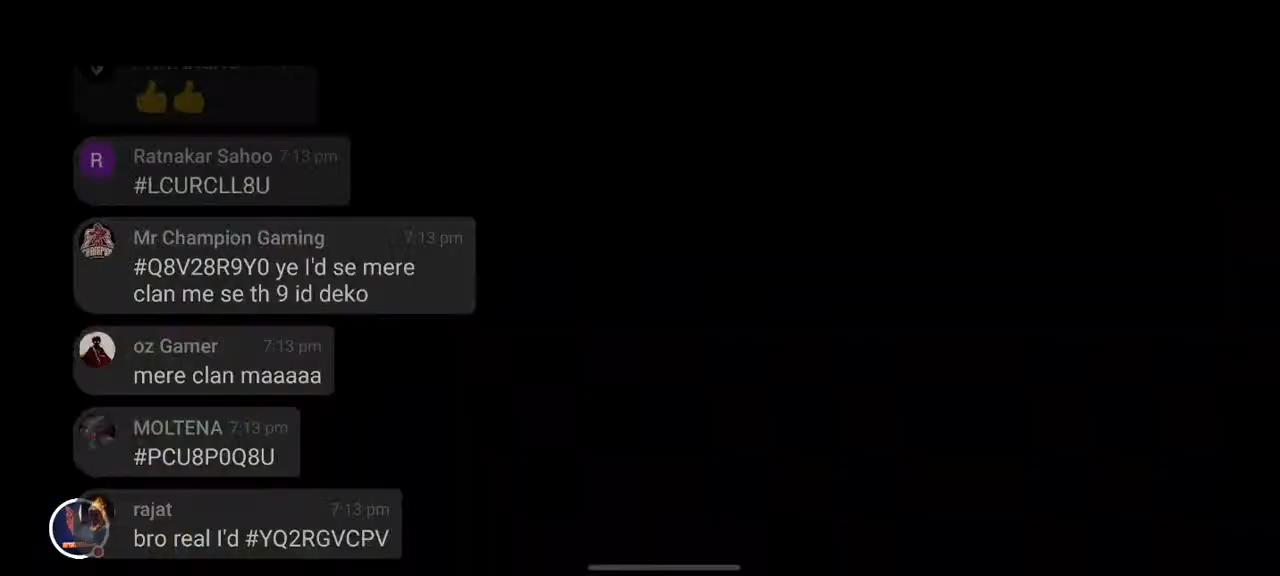 👍👍
R
Ratnakar Sahoo 7:13 pm
#LCURCLL8U
Mr Champion Gaming 7:13 pm
#Q8V28R9Y0 ye I'd se mere
clan me se th 9 id deko
oz Gamer 7:13 pm
mere clan maaaaa
MOLTENA 7:13 pm
#PCU8P0Q8U
rajat 7:13 pm
bro real I'd #YQ2RGVCPV